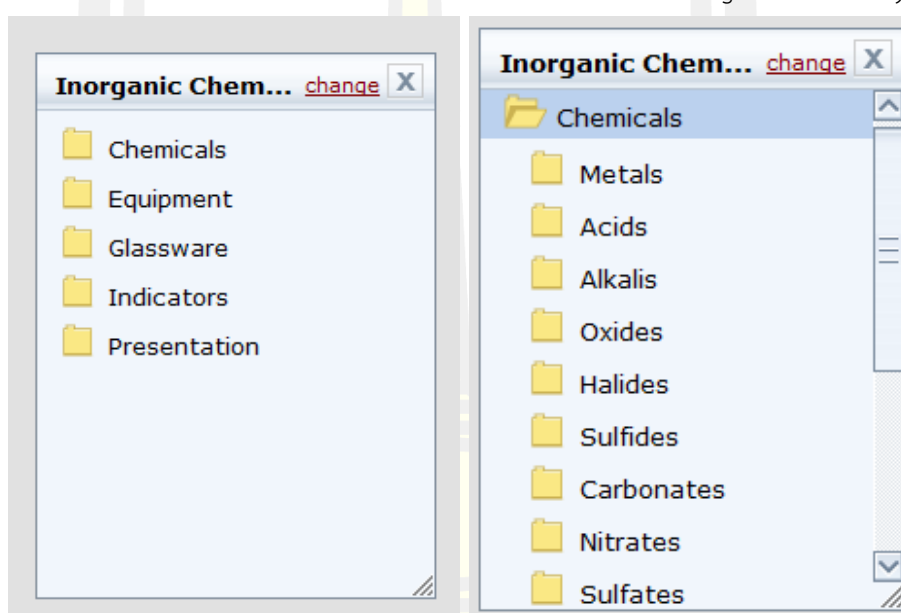 Inorganic Chem... change X
Chemicals
Equipment
Glassware
Indicators
Presentation
Inorganic Chem... change X
Chemicals
Metals
Acids
Alkalis
Oxides
Halides
Sulfides
Carbonates
Nitrates
Sulfates